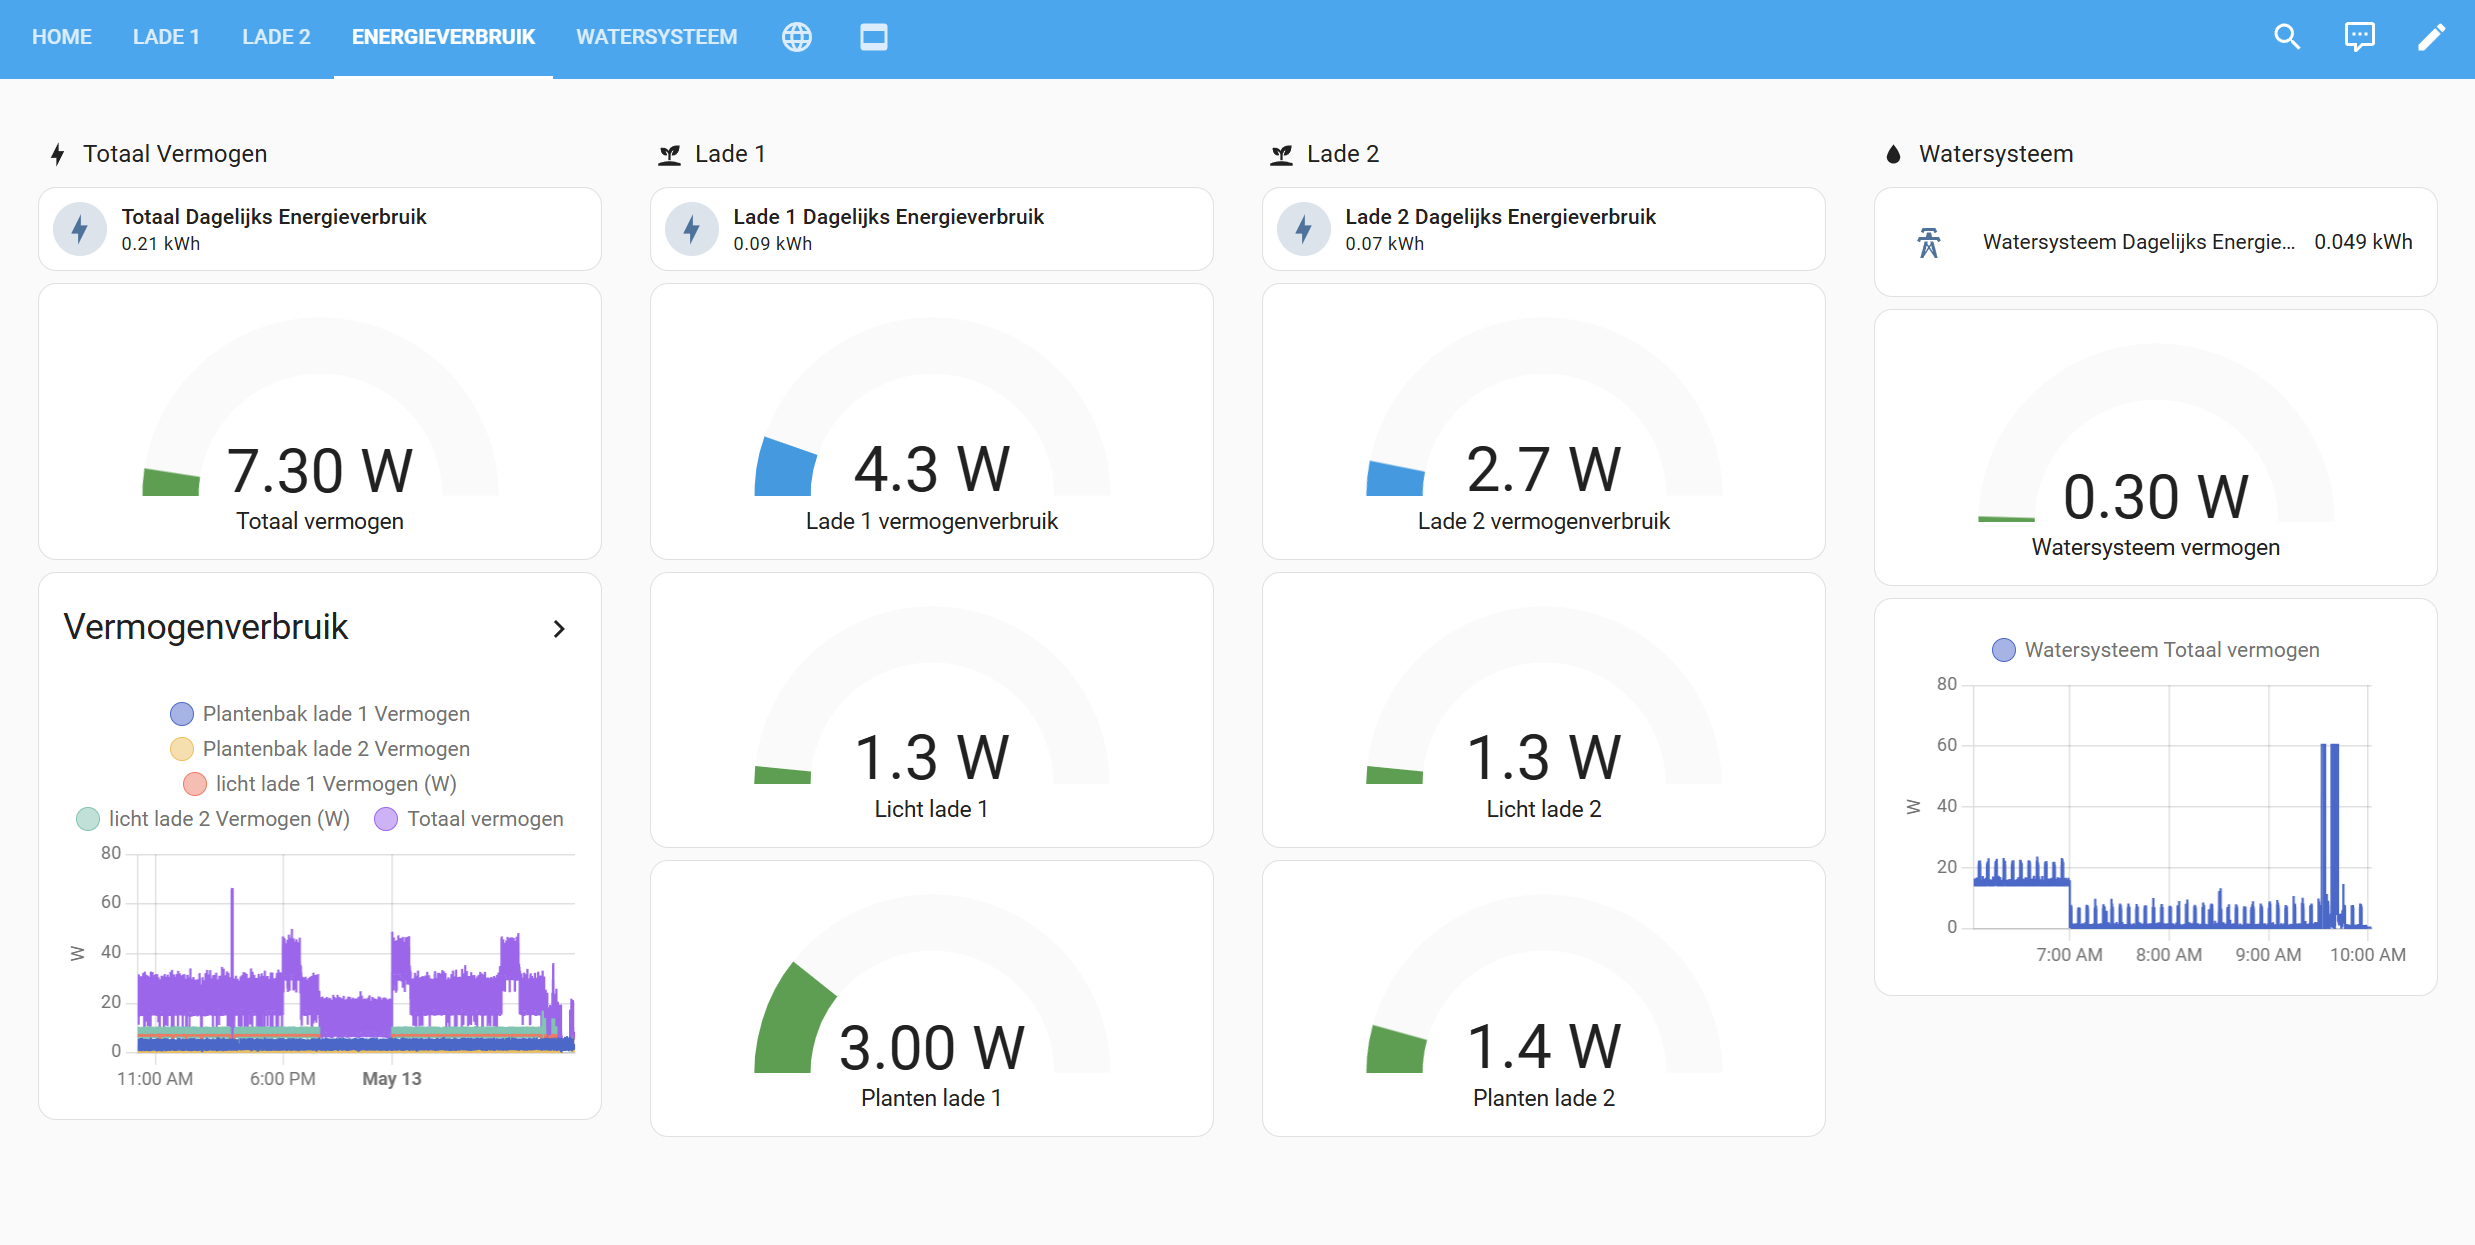 HOME LADE 1 LADE 2 ENERGIEVERBRUIK WATERSYSTEEM
Totaal Vermogen
Totaal Dagelijks Energieverbruik
0.21 kWh
7.30 W
Totaal vermogen
Vermogenverbruik
Plantenbak lade 1 Vermogen
Plantenbak lade 2 Vermogen
licht lade 1 Vermogen (W)
licht lade 2 Vermogen (W) Totaal vermogen
80
60
W 40
20
0
11:00 AM 6:00 PM May 13
Lade 1
Lade 1 Dagelijks Energieverbruik
0.09 kWh
4.3 W
Lade 1 vermogenverbruik
1.3 W
Licht lade 1
3.00 W
Planten lade 1
Lade 2
Lade 2 Dagelijks Energieverbruik
0.07 kWh
2.7 W
Lade 2 vermogenverbruik
1.3 W
Licht lade 2
1.4 W
Planten lade 2
Watersysteem
Watersysteem Dagelijks Energie... 0.049 kWh
0.30 W
Watersysteem vermogen
Watersysteem Totaal vermogen
80
60
W 40
20
0
7:00 AM 8:00 AM 9:00 AM 10:00 AM